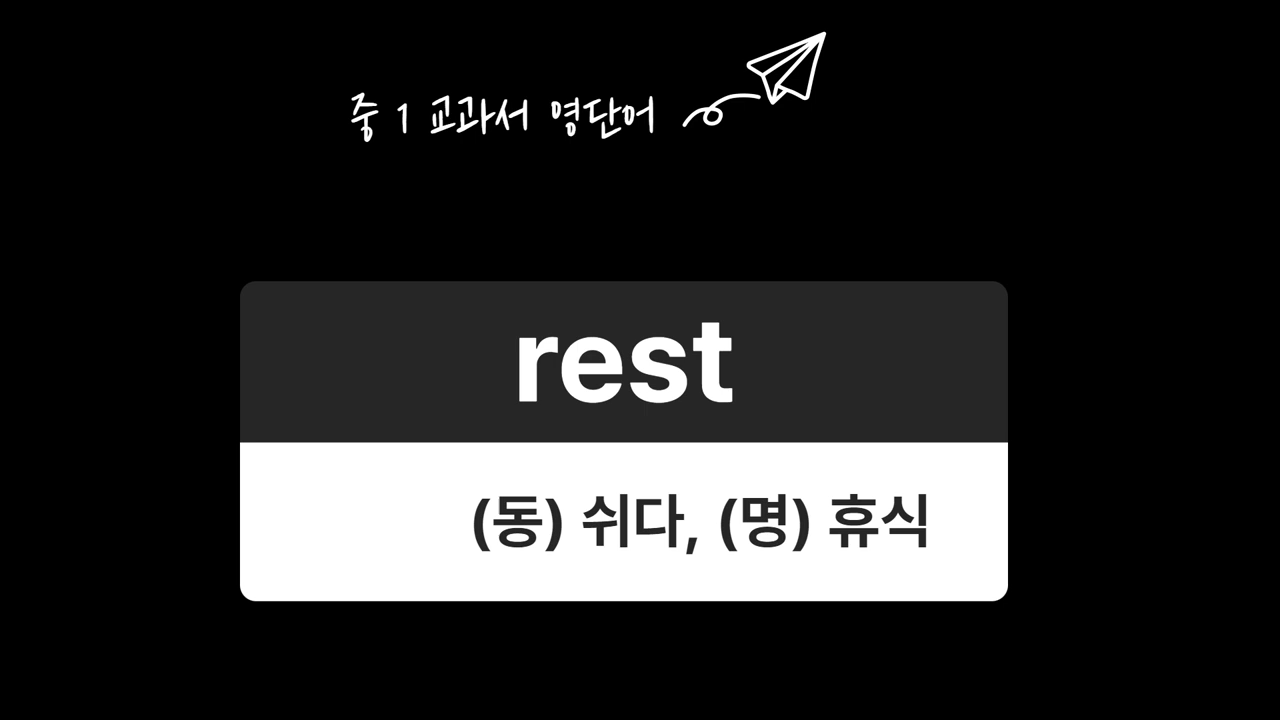 중 1 교과서 영단어
rest
(동) 쉬다, (명) 휴식